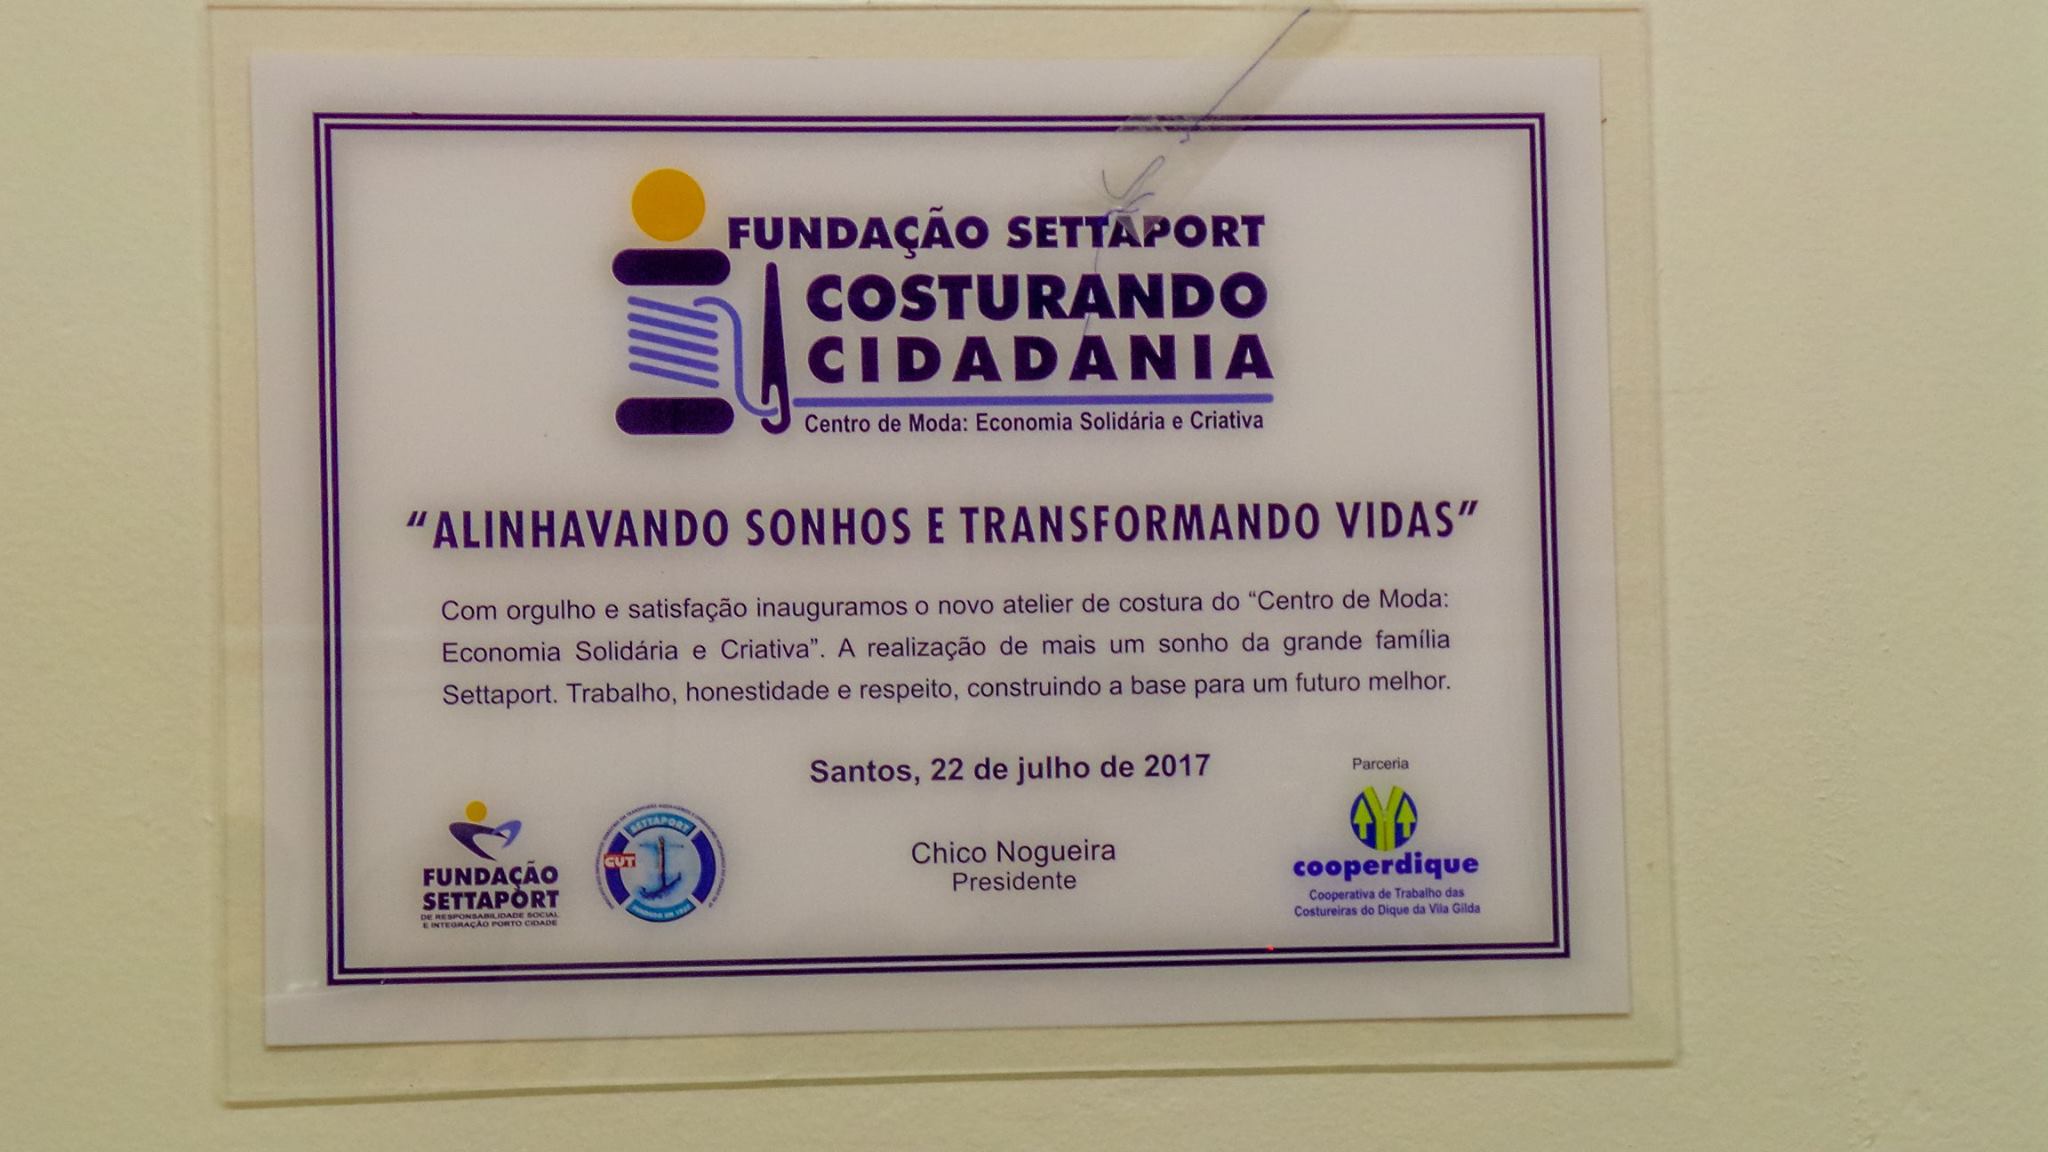 FUNDAÇÃO SETTAPORT
COSTURANDO
CIDADANIA
Centro de Moda: Economia Solidária e Criativa
“ALINHAVANDO SONHOS E TRANSFORMANDO VIDAS”
Com orgulho e satisfação inauguramos o novo atelier de costura do “Centro de Moda:
Economia Solidária e Criativa”. A realização de mais um sonho da grande família
Settaport. Trabalho, honestidade e respeito, construindo a base para um futuro melhor.
Santos, 22 de julho de 2017
Chico Nogueira
Presidente
FUNDAÇÃO
SETTAPORT
DE RESPONSABILIDADE SOCIAL
E INTEGRAÇÃO PORTO CIDADE
SETTAPORT
CUT
Parceria
cooperdique
Cooperativa de Trabalho das
Costureiras do Dique da Vila Gilda